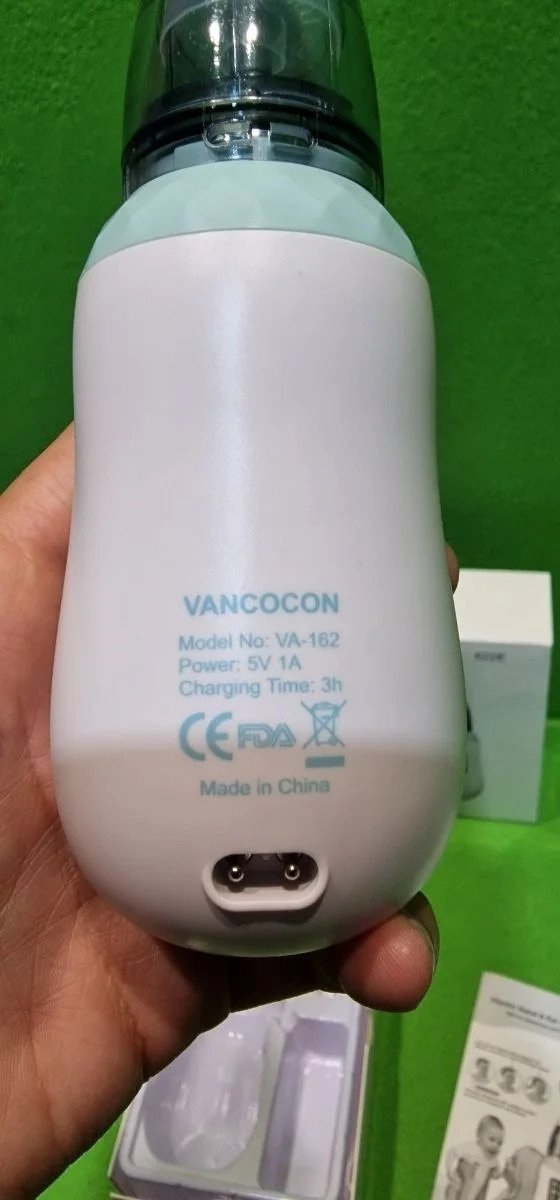 VANCOCON
Model No: VA-162
Power: 5V 1A
Charging Time: 3h
CE FDA
Made in China